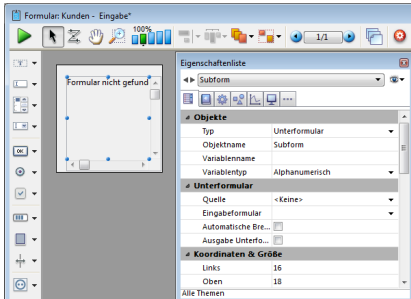 Formular: Kunden - Eingabe*
100%
1/1
Formular nicht gefund
Eigenschaftenliste
Subform
Objekte
Typ Unterformular
Objektname Subform
Variablenname
Variablentyp Alphanumerisch
Unterformular
Quelle <Keine>
Eingabeformular
Automatische Bre...
Ausgabe Unterfo...
Koordinaten & Größe
Links 16
Oben 18
Alle Themen